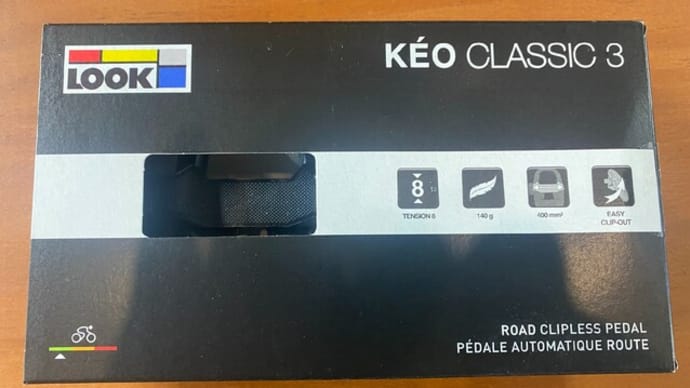 LOOK
KÉO CLASSIC 3
8
12
TENSION 8
140 g
400 mm²
EASY
CLIP-OUT
ROAD CLIPLESS PEDAL
PÉDALE AUTOMATIQUE ROUTE